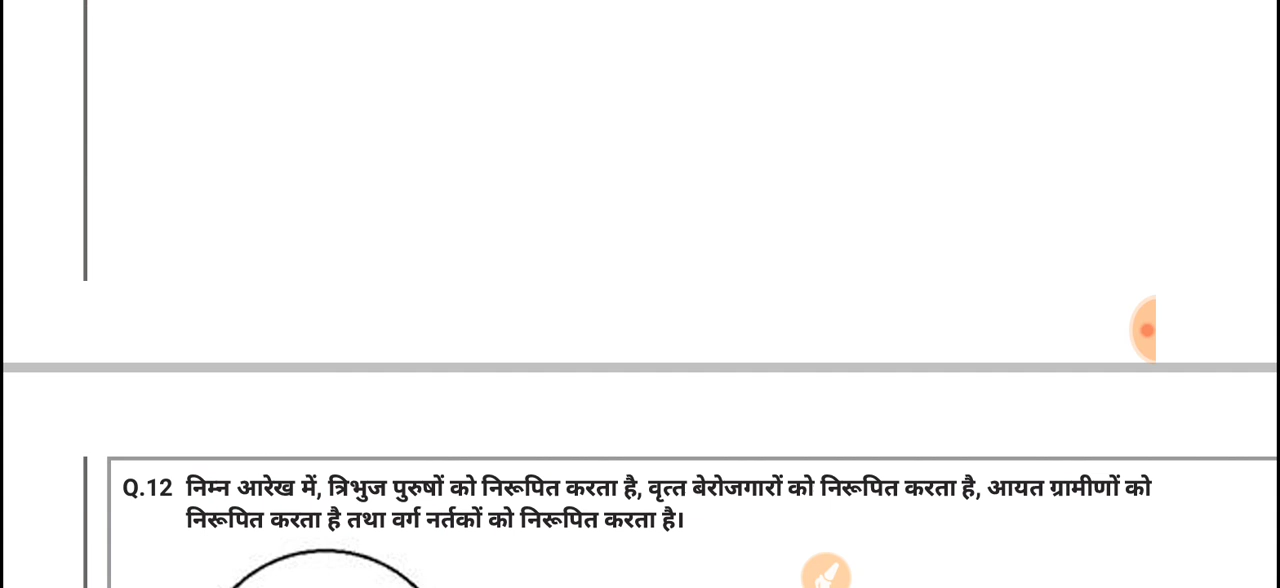 Q.12 निम्न आरेख में, त्रिभुज पुरुषों को निरूपित करता है, वृत्त बेरोजगारों को निरूपित करता है, आयत ग्रामीणों को
निरूपित करता है तथा वर्ग नर्तकों को निरूपित करता है।